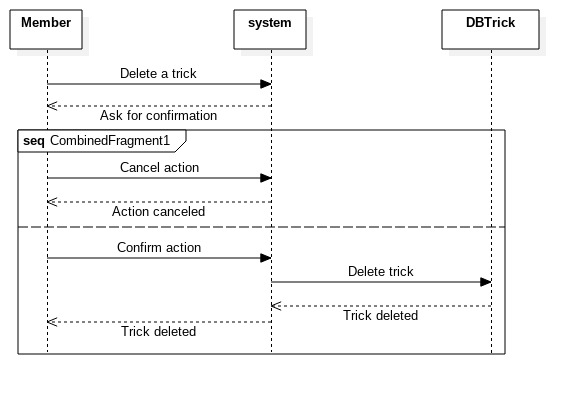 Member
system
DBTrick
Delete a trick
Ask for confirmation
seq CombinedFragment1
Cancel action
Action canceled
Confirm action
Delete trick
Trick deleted
Trick deleted